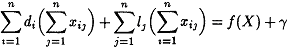 \sum_{i=1}^{n} d_i \left( \sum_{j=1}^{n} x_{ij} \right) + \sum_{j=1}^{n} l_j \left( \sum_{i=1}^{n} x_{ij} \right) = f(X) + \gamma